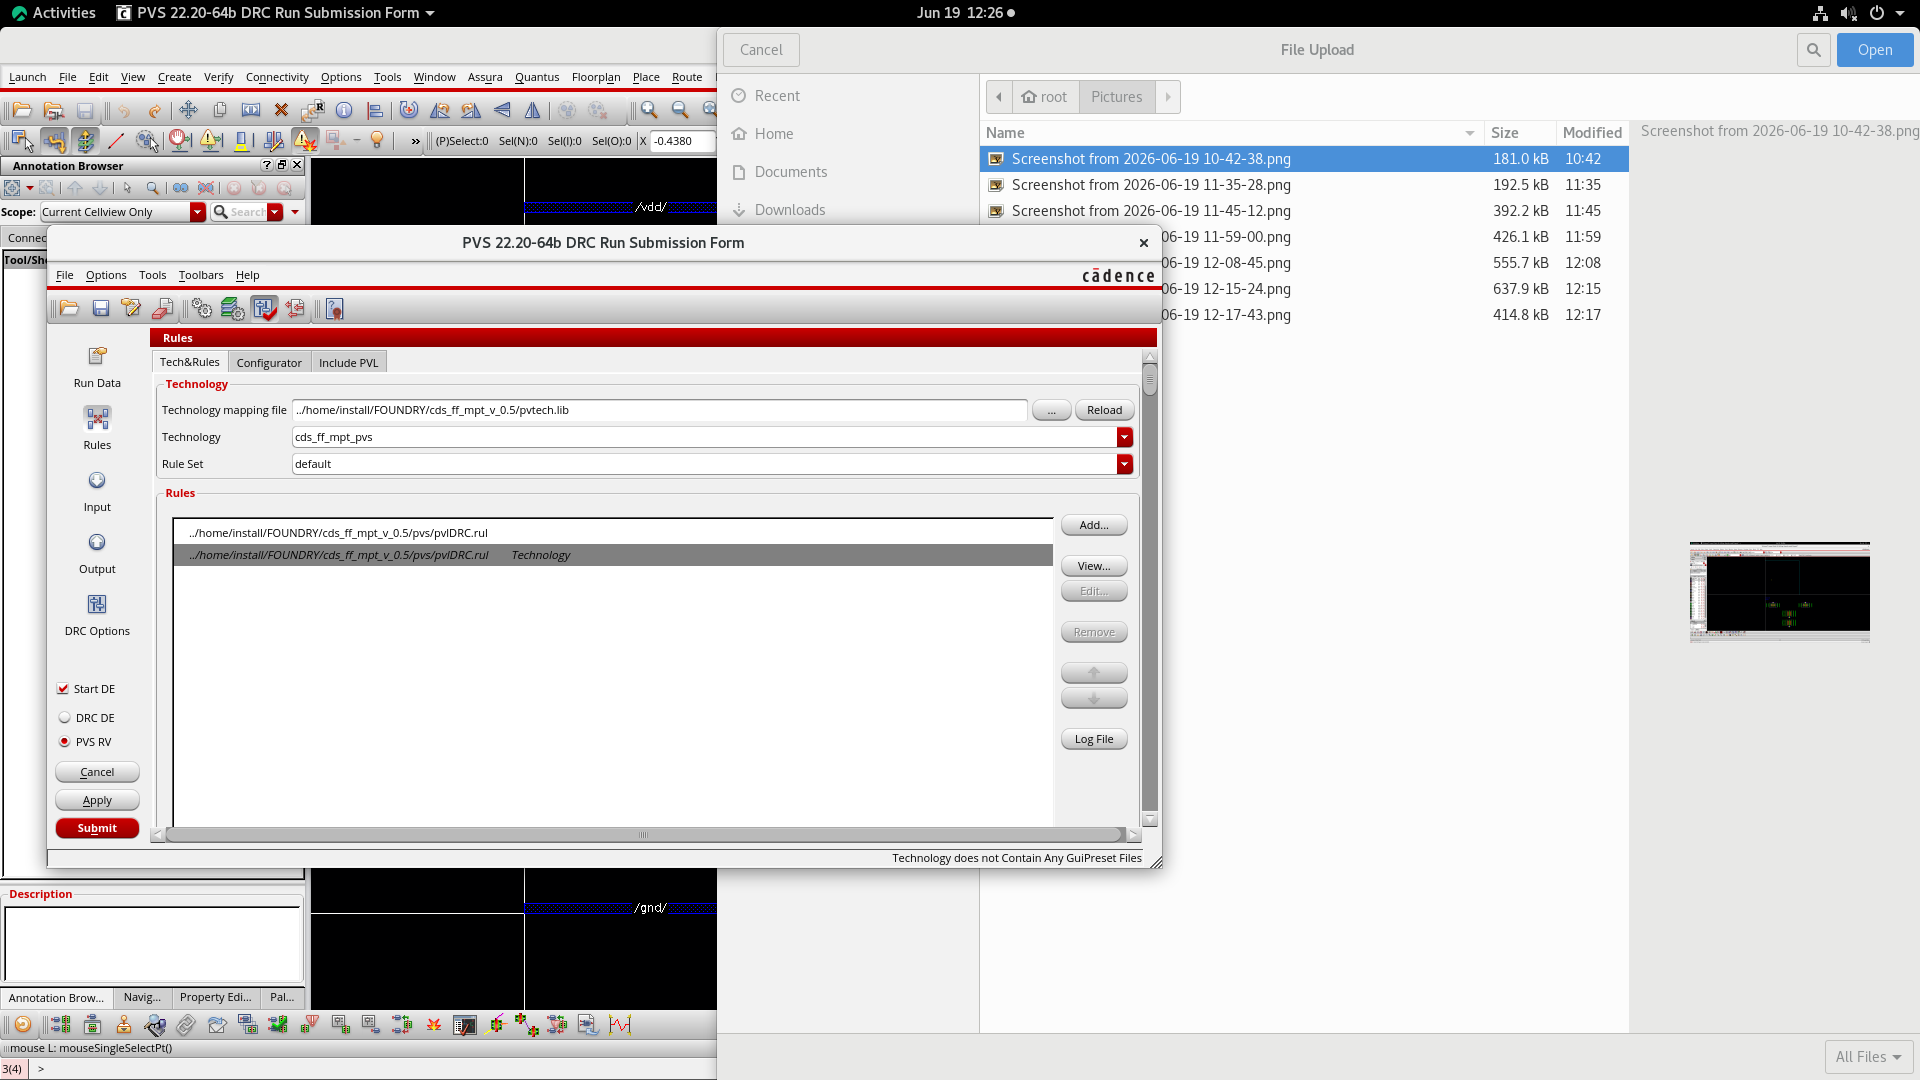 Activities
PVS 22.20-64b DRC Run Submission Form
Jun 19 12:26
Cancel
File Upload
Open
Launch File Edit View Create Verify Connectivity Options Tools Window Assura Quantus Floorplan Place Route
Recent
Home
Documents
Downloads
root
Pictures
Name Size Modified
Screenshot from 2026-06-19 10-42-38.png 181.0 kB 10:42
Screenshot from 2026-06-19 11-35-28.png 192.5 kB 11:35
Screenshot from 2026-06-19 11-45-12.png 392.2 kB 11:45
06-19 11-59-00.png 426.1 kB 11:59
06-19 12-08-45.png 555.7 kB 12:08
06-19 12-15-24.png 637.9 kB 12:15
06-19 12-17-43.png 414.8 kB 12:17
Screenshot from 2026-06-19 10-42-38.png
All Files
» (P)Select:0 Sel(N):0 Sel(I):0 Sel(O):0 X -0.4380
Annotation Browser
Scope: Current Cellview Only Search
Connec
Tool/Sh
/vdd/
PVS 22.20-64b DRC Run Submission Form
File Options Tools Toolbars Help
cādence
Run Data
Rules
Input
Output
DRC Options
Start DE
DRC DE
PVS RV
Cancel
Apply
Submit
Rules
Tech&Rules Configurator Include PVL
Technology
Technology mapping file ../home/install/FOUNDRY/cds_ff_mpt_v_0.5/pvtech.lib ... Reload
Technology cds_ff_mpt_pvs
Rule Set default
Rules
../home/install/FOUNDRY/cds_ff_mpt_v_0.5/pvs/pvlDRC.rul
../home/install/FOUNDRY/cds_ff_mpt_v_0.5/pvs/pvlDRC.rul Technology
Add...
View...
Edit...
Remove
Log File
Technology does not Contain Any GuiPreset Files
/gnd/
Description
Annotation Brow... Navig... Property Edi... Pal...
mouse L: mouseSingleSelectPt()
3(4) >